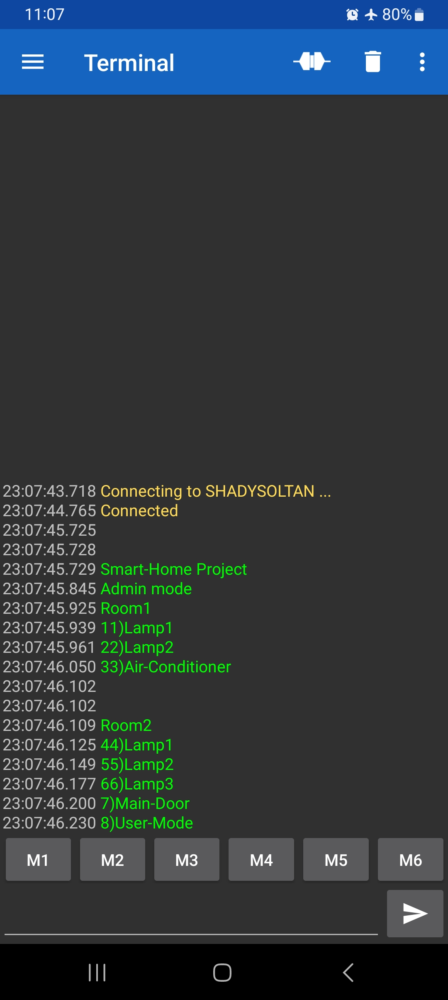 11:07 80%
Terminal
23:07:43.718 Connecting to SHADYSOLTAN ...
23:07:44.765 Connected
23:07:45.725
23:07:45.728
23:07:45.729 Smart-Home Project
23:07:45.845 Admin mode
23:07:45.925 Room1
23:07:45.939 11)Lamp1
23:07:45.961 22)Lamp2
23:07:46.050 33)Air-Conditioner
23:07:46.102
23:07:46.102
23:07:46.109 Room2
23:07:46.125 44)Lamp1
23:07:46.149 55)Lamp2
23:07:46.177 66)Lamp3
23:07:46.200 7)Main-Door
23:07:46.230 8)User-Mode
M1 M2 M3 M4 M5 M6